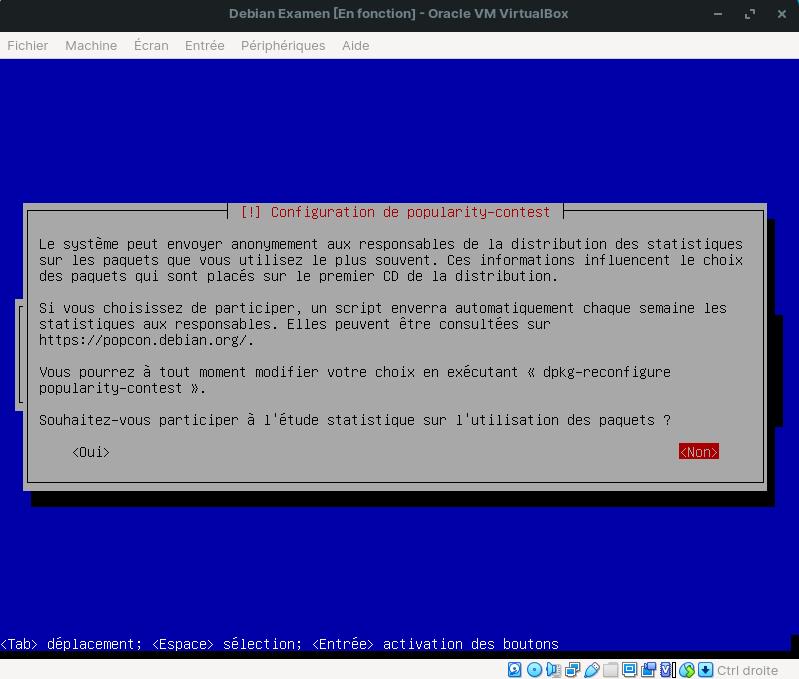 Debian Examen [En fonction] - Oracle VM VirtualBox
Fichier Machine Écran Entrée Périphériques Aide
[!] Configuration de popularity-contest
Le système peut envoyer anonymement aux responsables de la distribution des statistiques
sur les paquets que vous utilisez le plus souvent. Ces informations influencent le choix
des paquets qui sont placés sur le premier CD de la distribution.
Si vous choisissez de participer, un script enverra automatiquement chaque semaine les
statistiques aux responsables. Elles peuvent être consultées sur
https://popcon.debian.org/.
Vous pourrez à tout moment modifier votre choix en exécutant « dpkg-reconfigure
popularity-contest ».
Souhaitez-vous participer à l'étude statistique sur l'utilisation des paquets ?
<Oui> <Non>
<Tab> déplacement; <Espace> sélection; <Entrée> activation des boutons
Ctrl droite